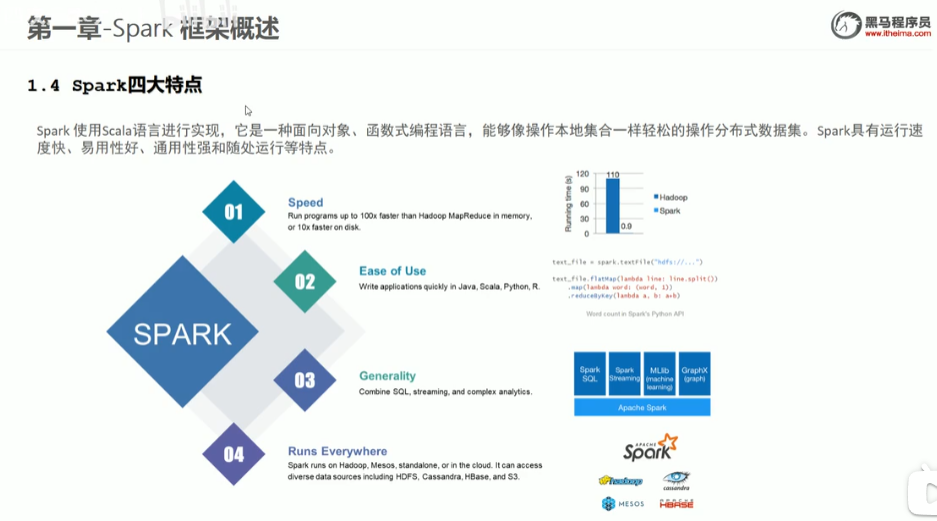 第一章-Spark 框架概述
黑马程序员
www.itheima.com
1.4 Spark四大特点
Spark 使用Scala语言进行实现，它是一种面向对象、函数式编程语言，能够像操作本地集合一样轻松的操作分布式数据集。Spark具有运行速
度快、易用性好、通用性强和随处运行等特点。
SPARK
01
Speed
Run programs up to 100x faster than Hadoop MapReduce in memory,
or 10x faster on disk.
Running time (s)
120
90
60
30
0
110
0.9
Hadoop
Spark
02
Ease of Use
Write applications quickly in Java, Scala, Python, R.
text_file = spark.textFile("hdfs://...")
text_file.flatMap(lambda line: line.split())
.map(lambda word: (word, 1))
.reduceByKey(lambda a, b: a+b)
Word count in Spark's Python API
03
Generality
Combine SQL, streaming, and complex analytics.
Spark
SQL
Spark
Streaming
MLlib
(machine
learning)
GraphX
(graph)
Apache Spark
04
Runs Everywhere
Spark runs on Hadoop, Mesos, standalone, or in the cloud. It can access
diverse data sources including HDFS, Cassandra, HBase, and S3.
APACHE
Spark
hadoop
cassandra
MESOS
APACHE
HBASE